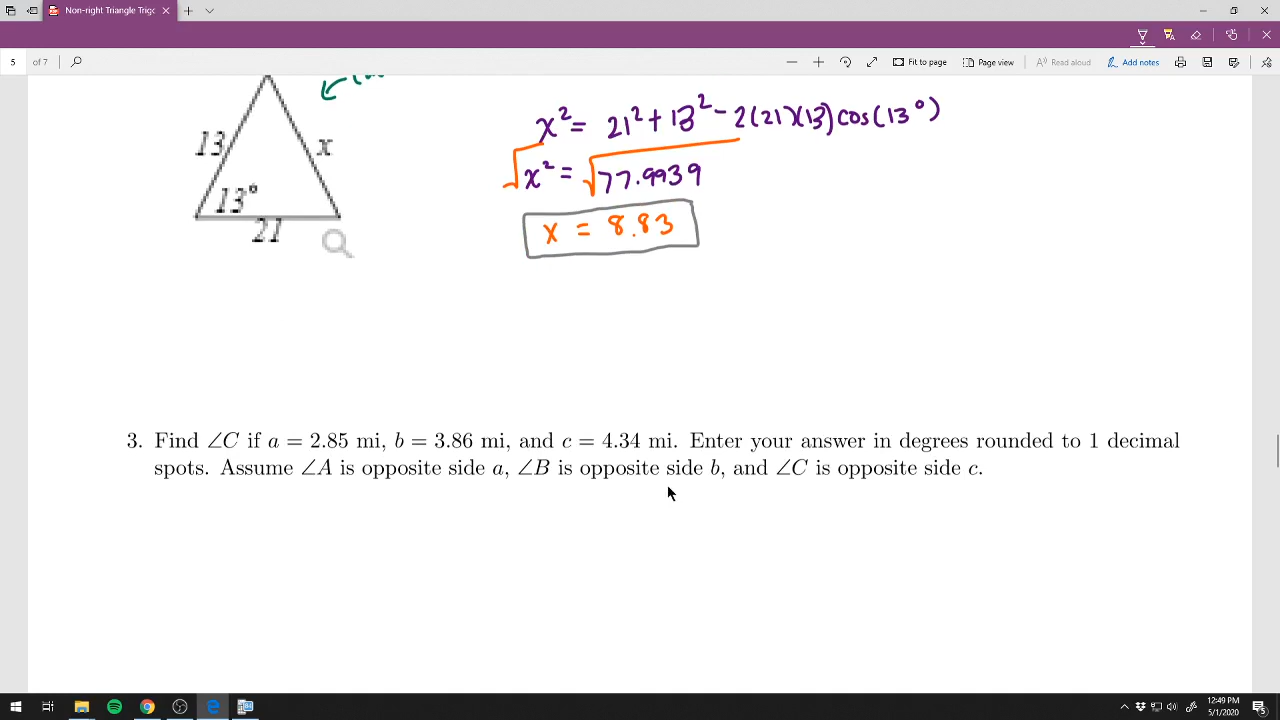 Non-right Triangle Trigo
5 of 7
Fit to page
Page view
Read aloud
Add notes
x² = 21² + 13² - 2(21)(13)cos(13°)
13
x
√x² = √77.9939
13°
21
x = 8.83
3. Find ∠C if a = 2.85 mi, b = 3.86 mi, and c = 4.34 mi. Enter your answer in degrees rounded to 1 decimal
spots. Assume ∠A is opposite side a, ∠B is opposite side b, and ∠C is opposite side c.
12:49 PM
5/1/2020